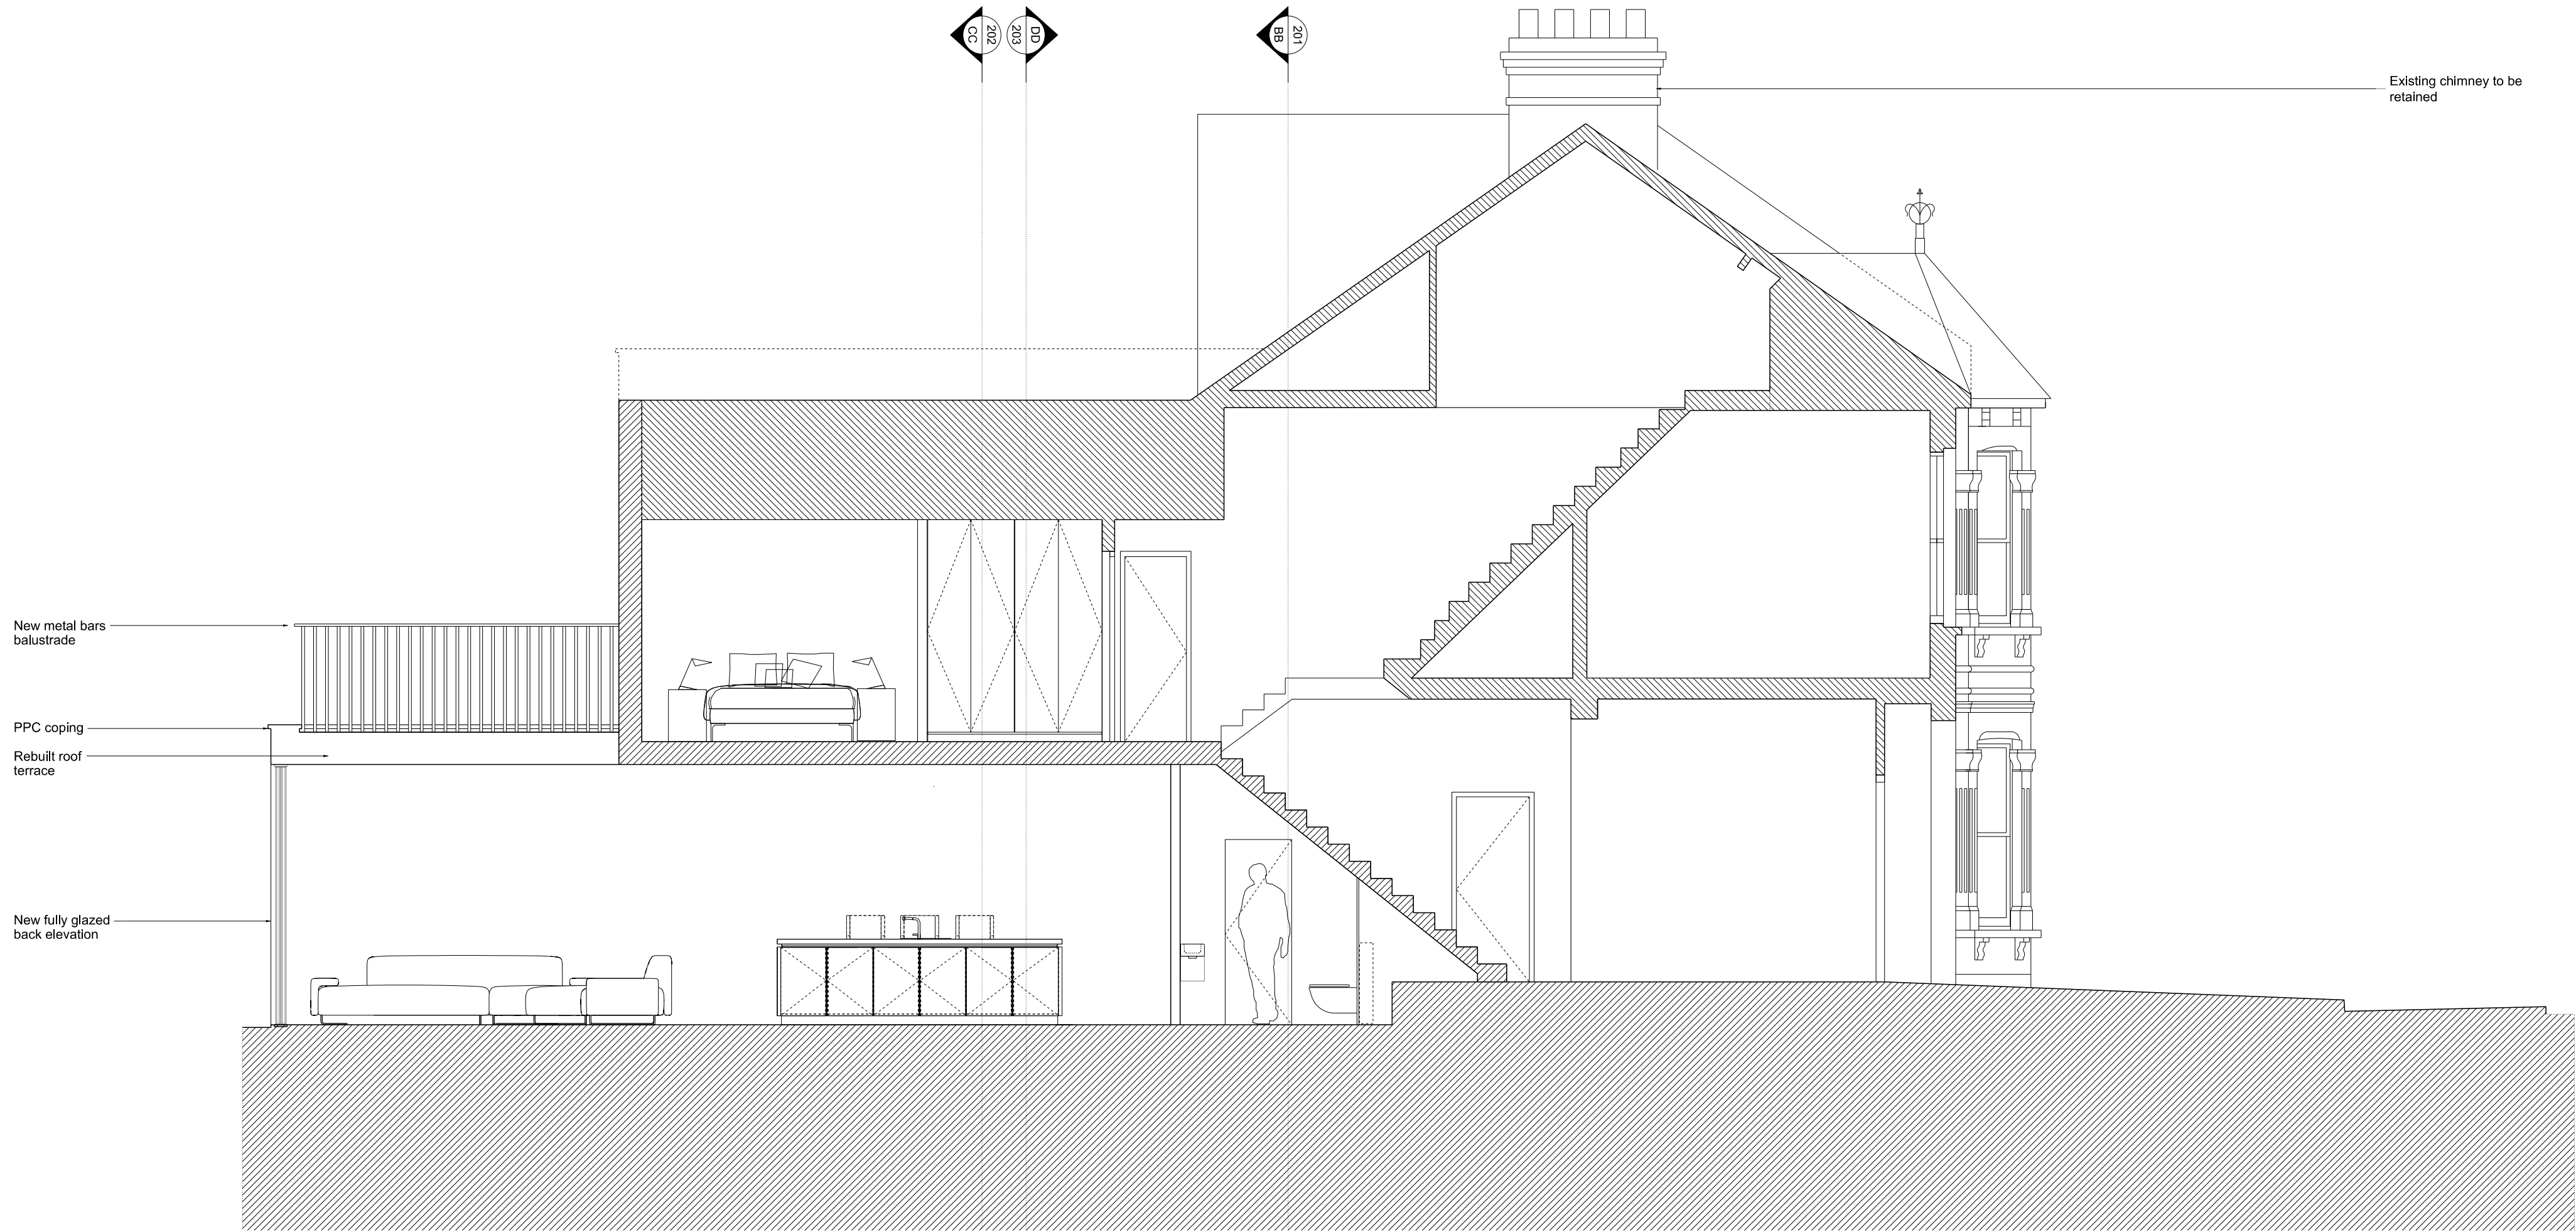 202
CC
DD
203
201
BB
Existing chimney to be
retained
New metal bars
balustrade
PPC coping
Rebuilt roof
terrace
New fully glazed
back elevation